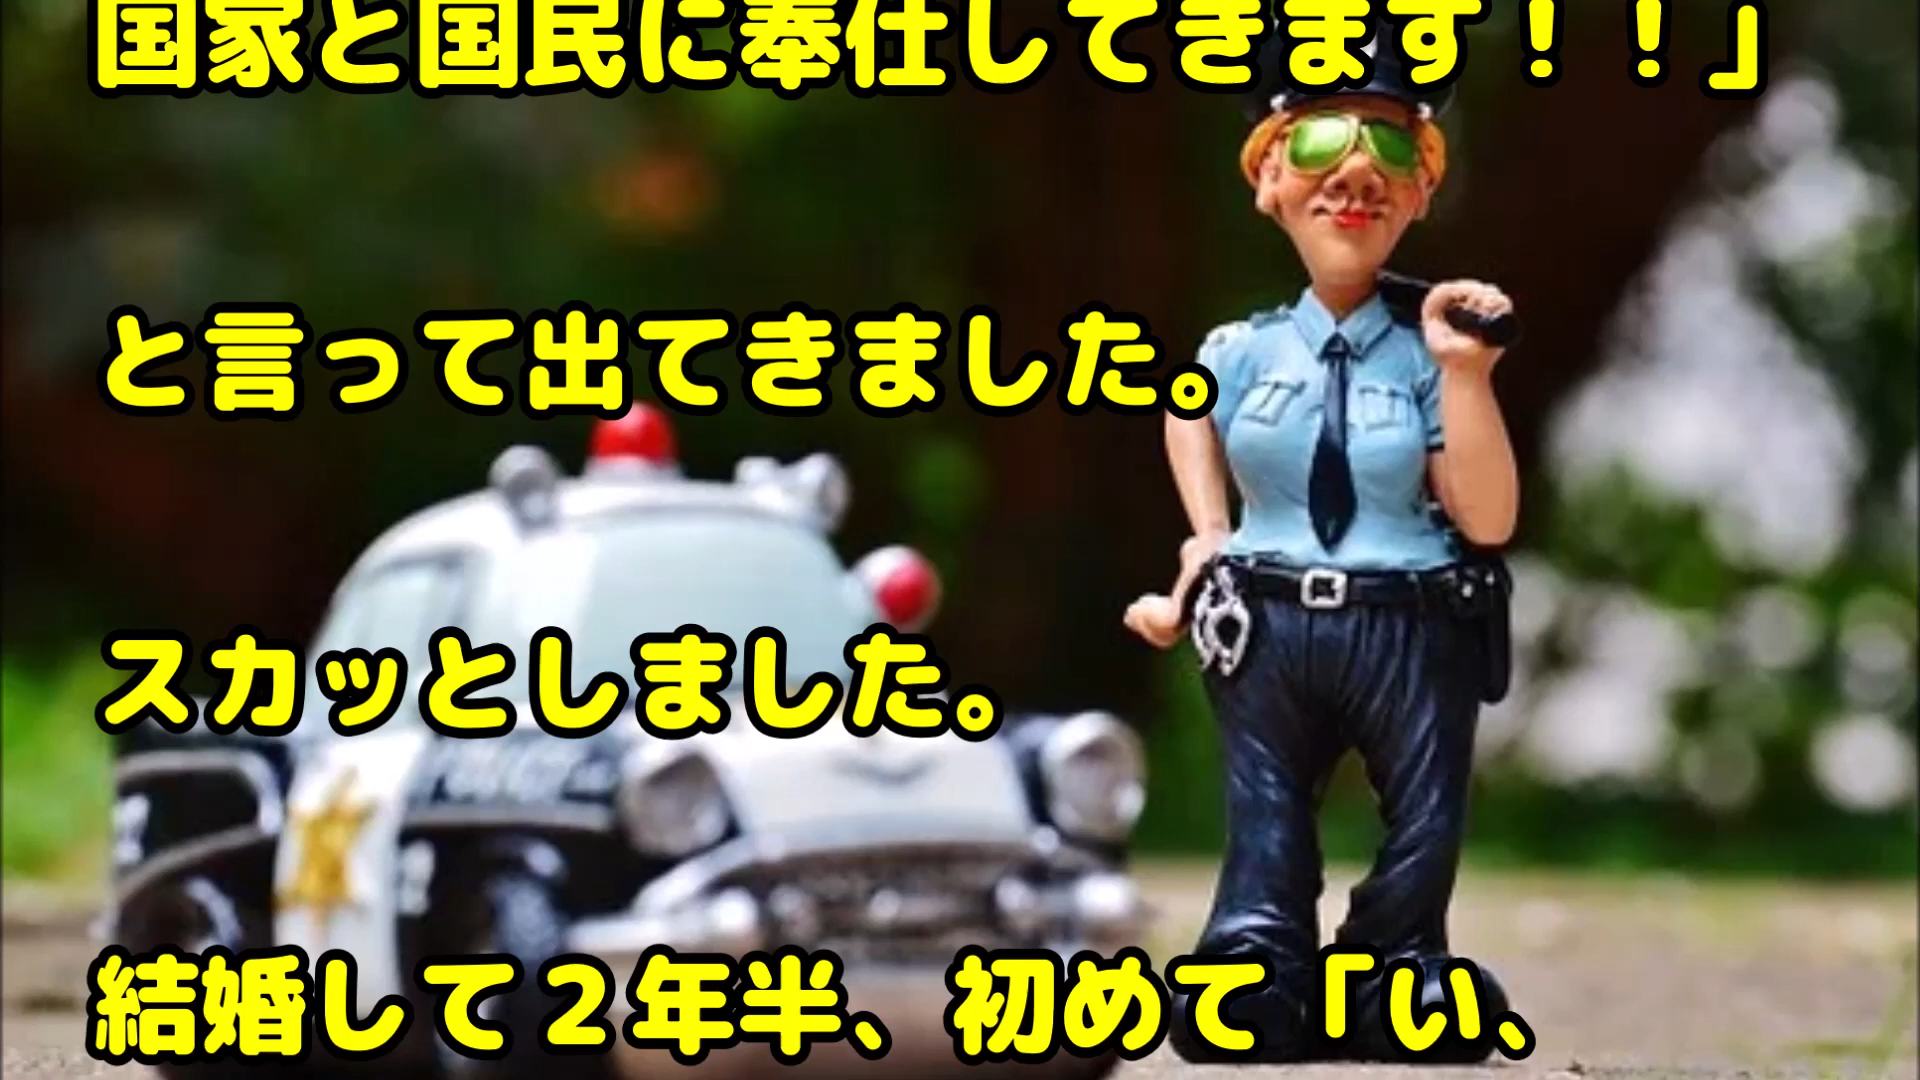 国家と国民に奉仕してきます！！」
と言って出てきました。
スカッとしました。
結婚して２年半、初めて「い、